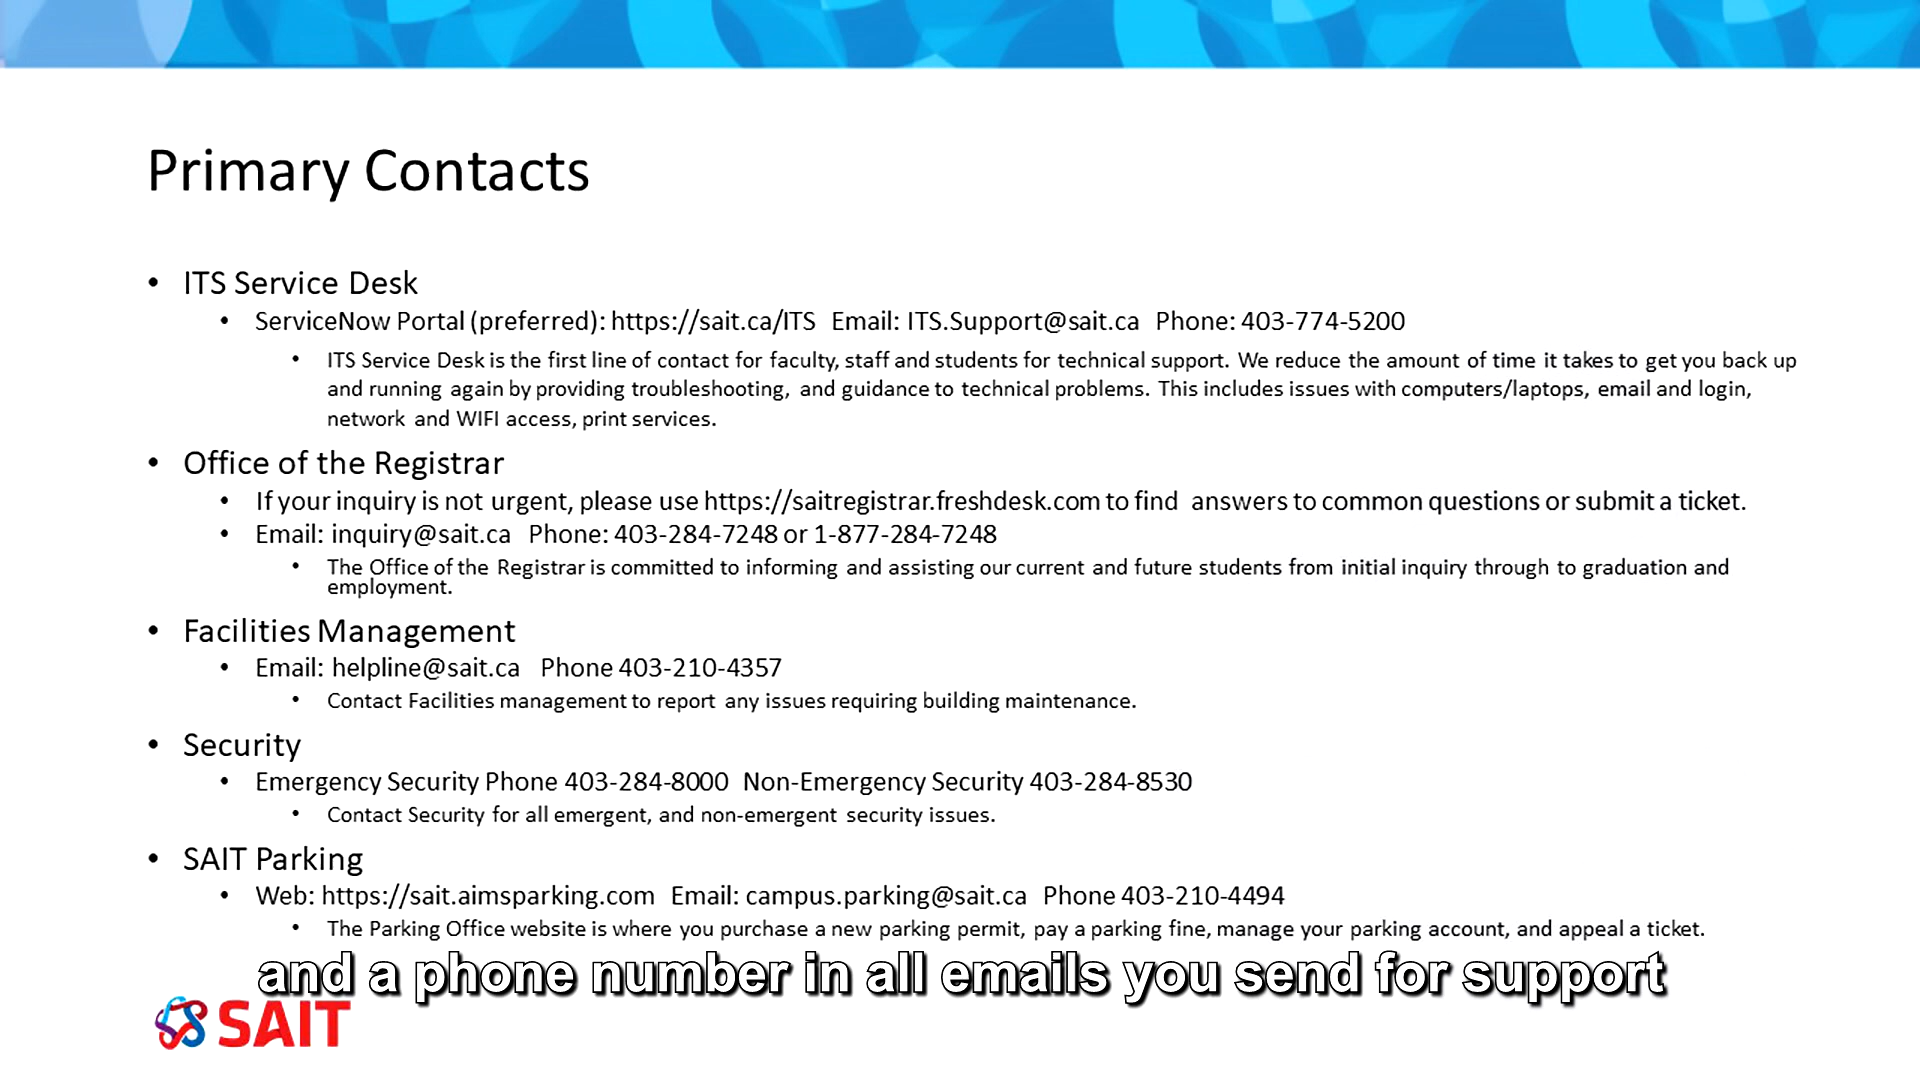 Primary Contacts
• ITS Service Desk
• ServiceNow Portal (preferred): https://sait.ca/ITS Email: ITS.Support@sait.ca Phone: 403-774-5200
• ITS Service Desk is the first line of contact for faculty, staff and students for technical support. We reduce the amount of time it takes to get you back up
and running again by providing troubleshooting, and guidance to technical problems. This includes issues with computers/laptops, email and login,
network and WIFI access, print services.
• Office of the Registrar
• If your inquiry is not urgent, please use https://saitregistrar.freshdesk.com to find answers to common questions or submit a ticket.
• Email: inquiry@sait.ca Phone: 403-284-7248 or 1-877-284-7248
• The Office of the Registrar is committed to informing and assisting our current and future students from initial inquiry through to graduation and
employment.
• Facilities Management
• Email: helpline@sait.ca Phone 403-210-4357
• Contact Facilities management to report any issues requiring building maintenance.
• Security
• Emergency Security Phone 403-284-8000 Non-Emergency Security 403-284-8530
• Contact Security for all emergent, and non-emergent security issues.
• SAIT Parking
• Web: https://sait.aimsparking.com Email: campus.parking@sait.ca Phone 403-210-4494
• The Parking Office website is where you purchase a new parking permit, pay a parking fine, manage your parking account, and appeal a ticket.
and a phone number in all emails you send for support
SAIT